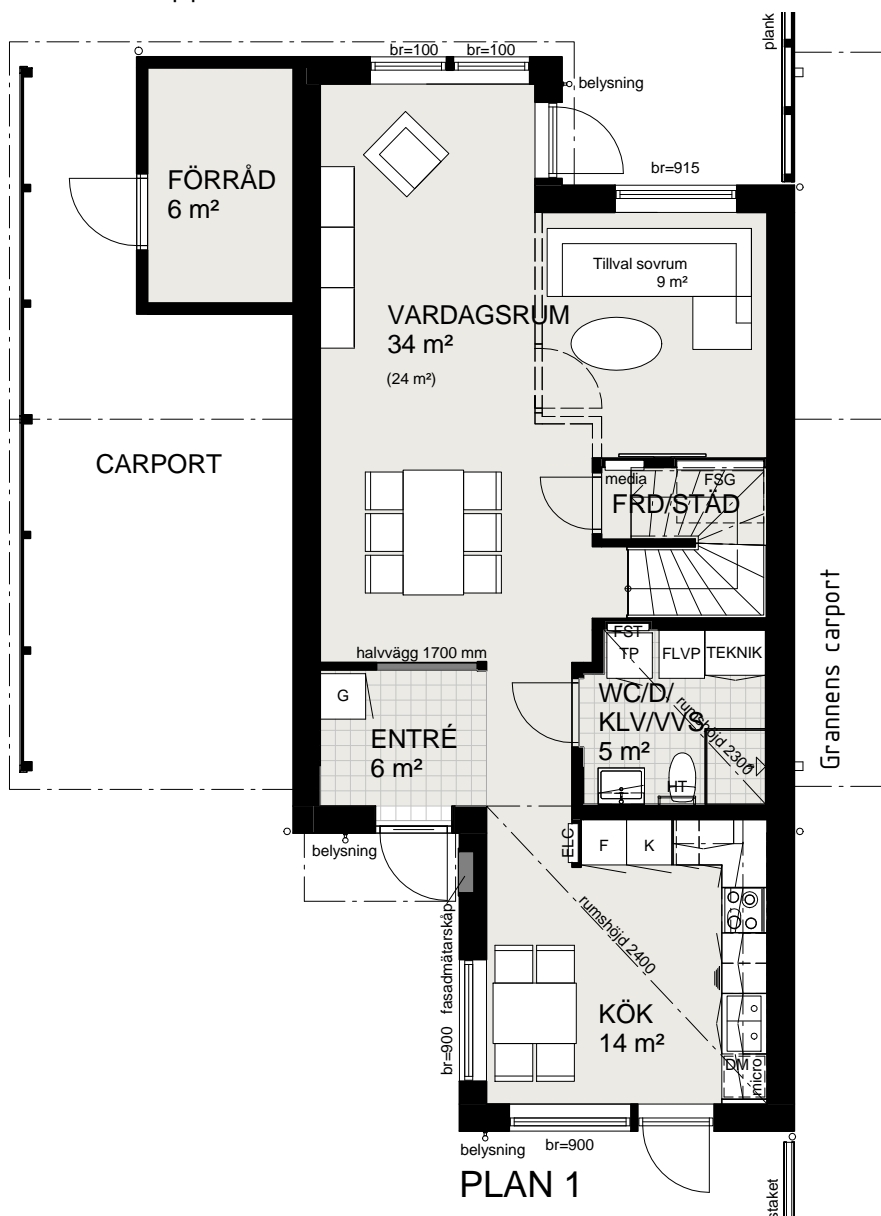 br=100
br=100
plank
belysning
br=915
FÖRRÅD
6 m²
Tillval sovrum
9 m²
VARDAGSRUM
34 m²
(24 m²)
CARPORT
media
FSG
FRD/STÄD
Grannens carport
FST
TP
FLVP
TEKNIK
halvvägg 1700 mm
G
WC/D/
KLV/VVS
5 m²
rumshöjd 2300
ENTRÉ
6 m²
HT
belysning
ELC
F
K
fasadmätarskåp
rumshöjd 2400
KÖK
14 m²
br=900
DM
micro
belysning
br=900
PLAN 1
staket